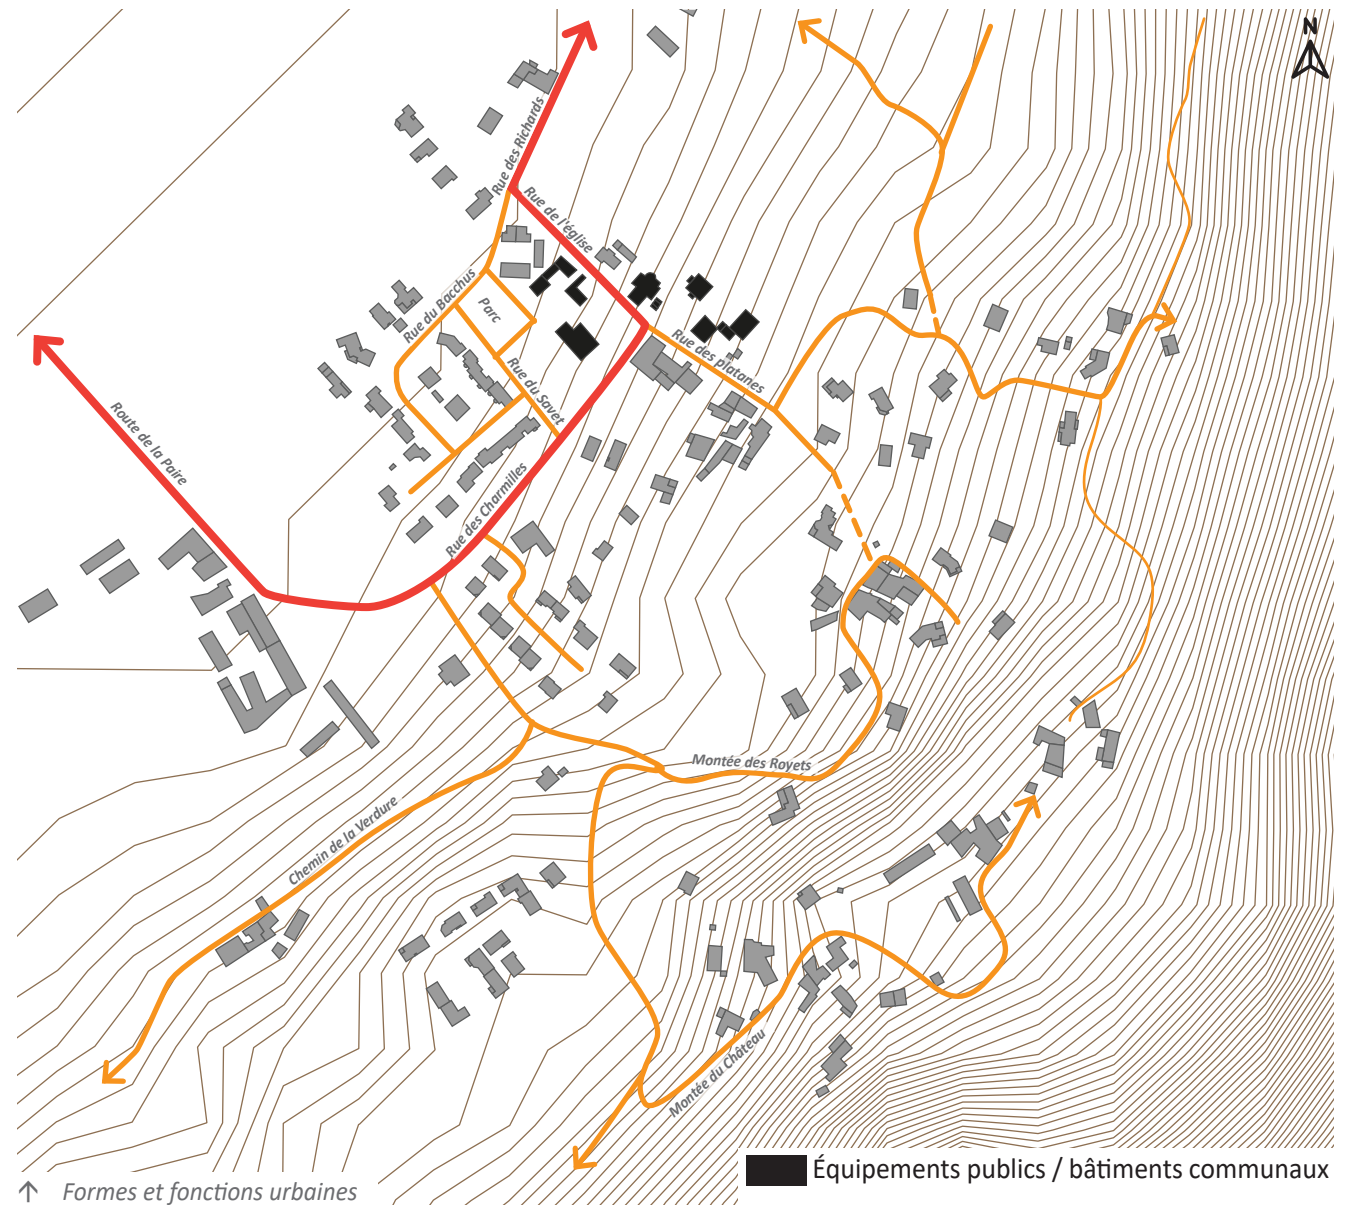 N
Rue des Richards
Rue de l'église
Rue du Bacchus
Parc
Rue des platanes
Rue du Savet
Route de la Paire
Rue des Charmilles
Montée des Royets
Chemin de la Verdure
Montée du Château
Équipements publics / bâtiments communaux
↑ Formes et fonctions urbaines